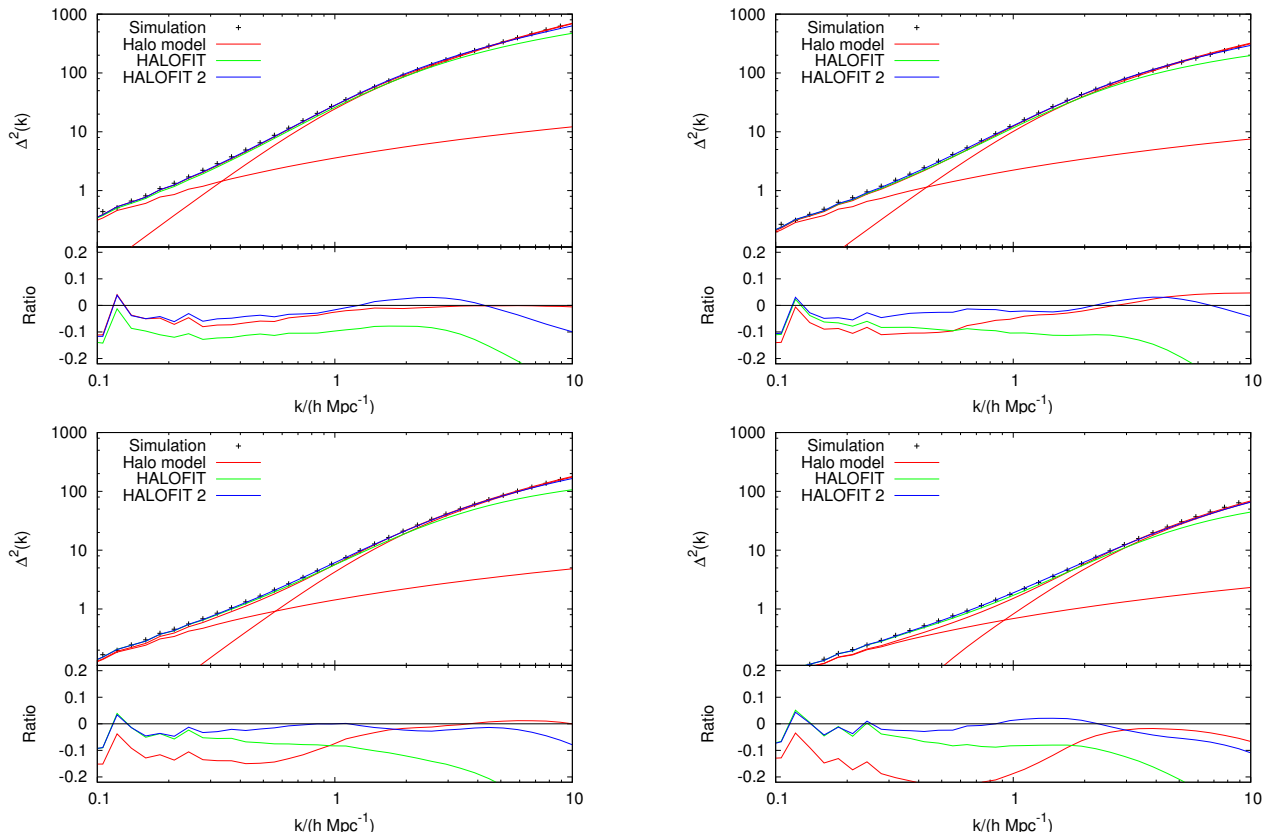 1000
Simulation +
Halo model
HALOFIT
HALOFIT 2
100
10
1
Δ²(k)
0.2
0.1
0
-0.1
-0.2
Ratio
0.1 1 10
k/(h Mpc⁻¹)
1000
Simulation +
Halo model
HALOFIT
HALOFIT 2
100
10
1
Δ²(k)
0.2
0.1
0
-0.1
-0.2
Ratio
0.1 1 10
k/(h Mpc⁻¹)
1000
Simulation +
Halo model
HALOFIT
HALOFIT 2
100
10
1
Δ²(k)
0.2
0.1
0
-0.1
-0.2
Ratio
0.1 1 10
k/(h Mpc⁻¹)
1000
Simulation +
Halo model
HALOFIT
HALOFIT 2
100
10
1
Δ²(k)
0.2
0.1
0
-0.1
-0.2
Ratio
0.1 1 10
k/(h Mpc⁻¹)